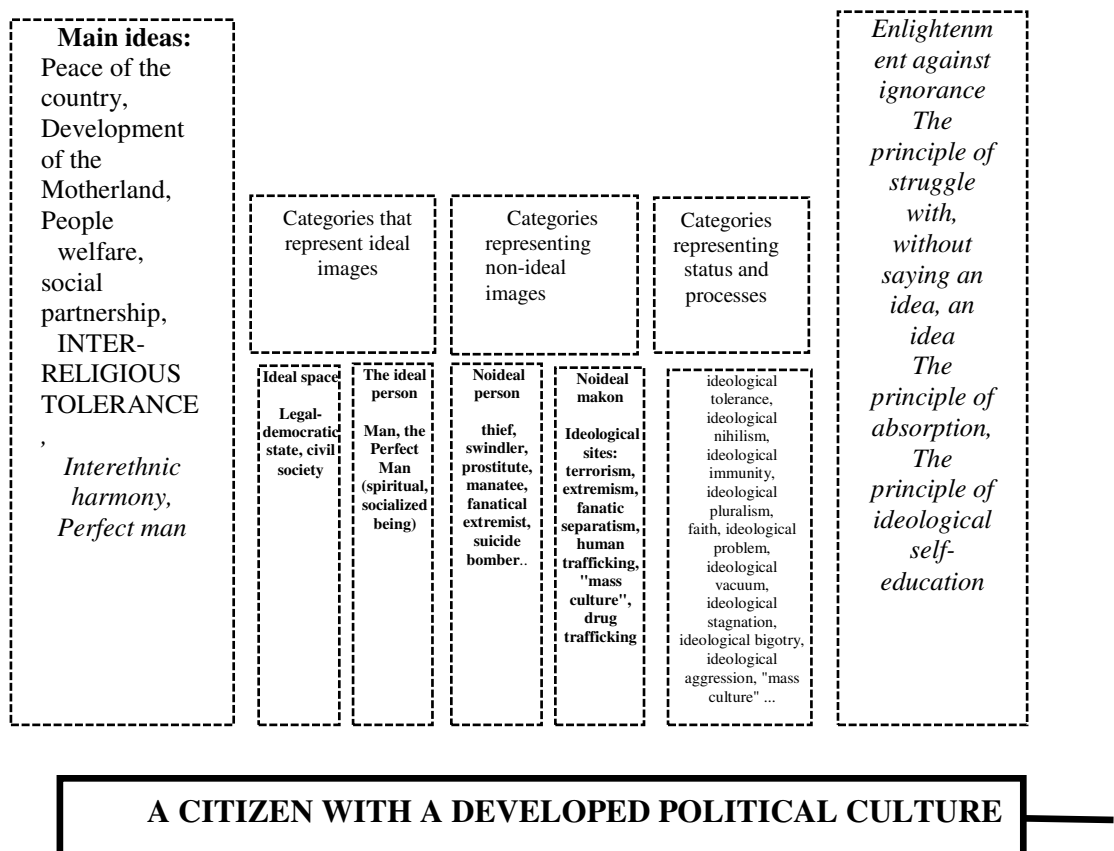 Main ideas:
Peace of the
country,
Development
of the
Motherland,
People
welfare,
social
partnership,
INTER-
RELIGIOUS
TOLERANCE
,
Interethnic
harmony,
Perfect man
Categories that
represent ideal
images
Ideal space
Legal-
democratic
state, civil
society
The ideal
person
Man, the
Perfect
Man
(spiritual,
socialized
being)
Categories
representing
non-ideal
images
Noideal
person
thief,
swindler,
prostitute,
manatee,
fanatical
extremist,
suicide
bomber..
Noideal
makon
Ideological
sites:
terrorism,
extremism,
fanatic
separatism,
human
trafficking,
"mass
culture",
drug
trafficking
Categories
representing
status and
processes
ideological
tolerance,
ideological
nihilism,
ideological
immunity,
ideological
pluralism,
faith, ideological
problem,
ideological
vacuum,
ideological
stagnation,
ideological bigotry,
ideological
aggression, "mass
culture" ...
Enlightenm
ent against
ignorance
The
principle of
struggle
with,
without
saying an
idea, an
idea
The
principle of
absorption,
The
principle of
ideological
self-
education
A CITIZEN WITH A DEVELOPED POLITICAL CULTURE